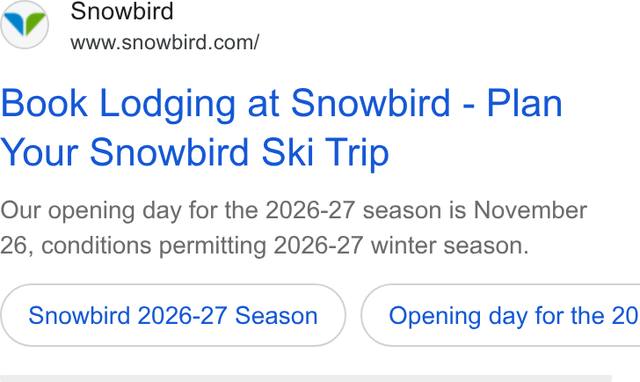 Snowbird
www.snowbird.com/
Book Lodging at Snowbird - Plan
Your Snowbird Ski Trip
Our opening day for the 2026-27 season is November
26, conditions permitting 2026-27 winter season.
Snowbird 2026-27 Season
Opening day for the 20